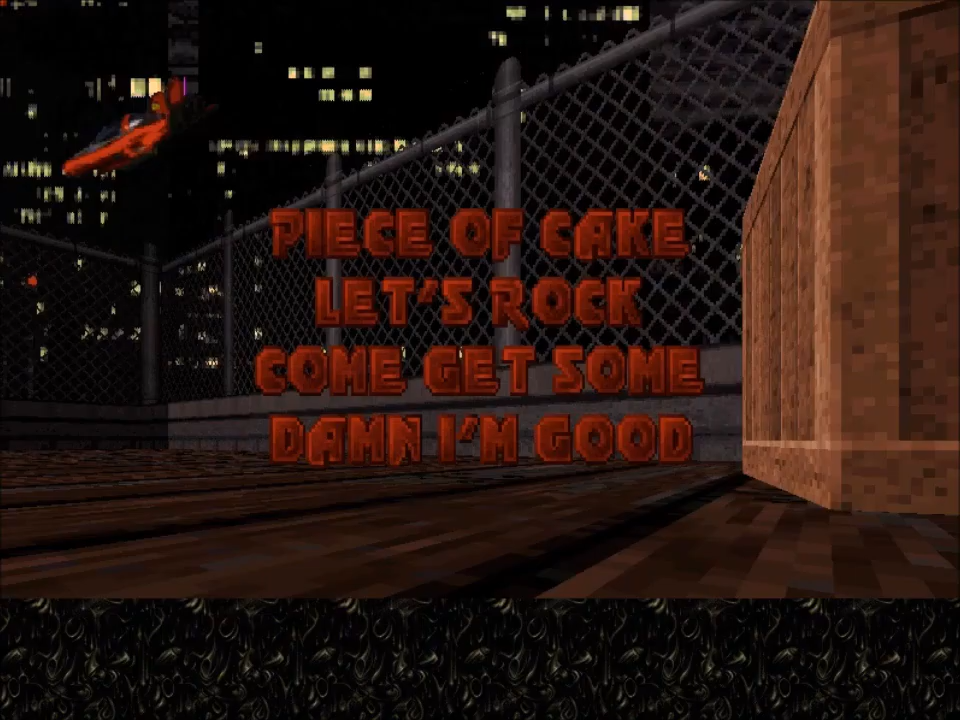 PIECE OF CAKE
LET'S ROCK
COME GET SOME
DAMN I'M GOOD